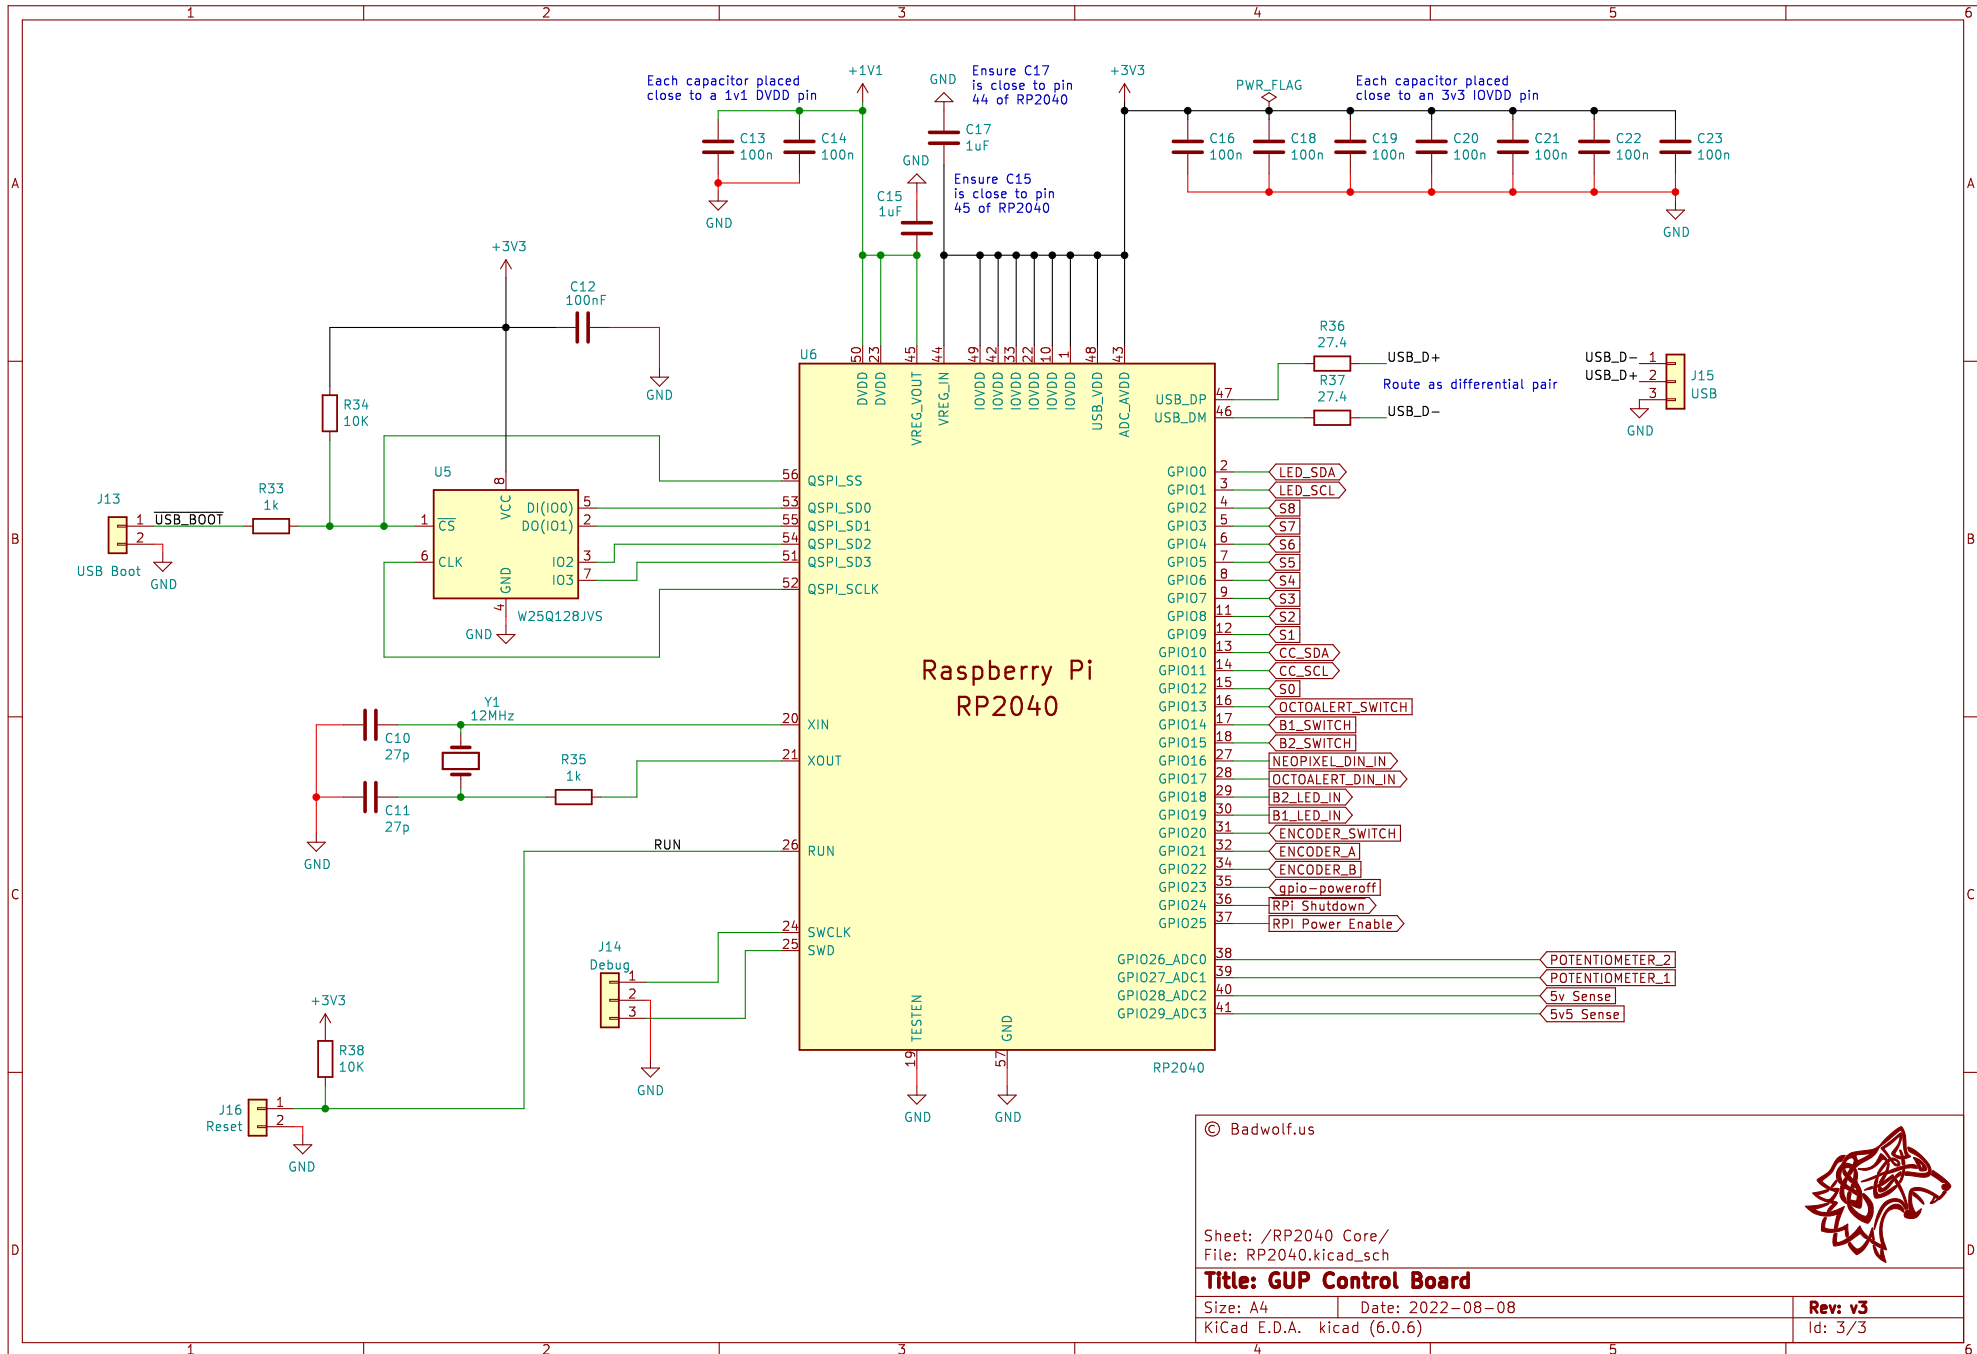 1 2 3 4 5 6
A
B
C
D
A
B
C
D
1 2 3 4 5 6
Each capacitor placed
close to a 1v1 DVDD pin
+1V1
C13
100n
C14
100n
GND
GND
C17
1uF
Ensure C17
is close to pin
44 of RP2040
GND
C15
1uF
Ensure C15
is close to pin
45 of RP2040
+3V3
PWR_FLAG
Each capacitor placed
close to an 3v3 IOVDD pin
C16
100n
C18
100n
C19
100n
C20
100n
C21
100n
C22
100n
C23
100n
GND
+3V3
C12
100nF
GND
R34
10K
J13
1
2
USB Boot
USB_BOOT
GND
R33
1k
U5
8
VCC
1 CS
6 CLK
DI(IO0) 5
DO(IO1) 2
IO2 3
IO3 7
GND
4
W25Q128JVS
GND
Y1
12MHz
C10
27p
C11
27p
GND
R35
1k
RUN
J14
Debug
1
2
3
GND
+3V3
R38
10K
J16
Reset
1
2
GND
U6
50 DVDD
23 DVDD
45 VREG_VOUT
44 VREG_IN
49 IOVDD
42 IOVDD
33 IOVDD
22 IOVDD
10 IOVDD
1 IOVDD
48 USB_VDD
43 ADC_AVDD
56 QSPI_SS
53 QSPI_SD0
55 QSPI_SD1
54 QSPI_SD2
51 QSPI_SD3
52 QSPI_SCLK
20 XIN
21 XOUT
26 RUN
24 SWCLK
25 SWD
Raspberry Pi
RP2040
TESTEN 19
GND 57
GND
GND
RP2040
USB_DP 47
USB_DM 46
R36
27.4
USB_D+
R37
27.4
USB_D-
Route as differential pair
USB_D- 1
USB_D+ 2
3
J15
USB
GND
GPIO0 2 LED_SDA
GPIO1 3 LED_SCL
GPIO2 4 S8
GPIO3 5 S7
GPIO4 6 S6
GPIO5 7 S5
GPIO6 8 S4
GPIO7 9 S3
GPIO8 11 S2
GPIO9 12 S1
GPIO10 13 CC_SDA
GPIO11 14 CC_SCL
GPIO12 15 S0
GPIO13 16 OCTOALERT_SWITCH
GPIO14 17 B1_SWITCH
GPIO15 18 B2_SWITCH
GPIO16 27 NEOPIXEL_DIN_IN
GPIO17 28 OCTOALERT_DIN_IN
GPIO18 29 B2_LED_IN
GPIO19 30 B1_LED_IN
GPIO20 31 ENCODER_SWITCH
GPIO21 32 ENCODER_A
GPIO22 34 ENCODER_B
GPIO23 35 gpio-poweroff
GPIO24 36 RPi Shutdown
GPIO25 37 RPI Power Enable
GPIO26_ADC0 38 POTENTIOMETER_2
GPIO27_ADC1 39 POTENTIOMETER_1
GPIO28_ADC2 40 5v Sense
GPIO29_ADC3 41 5v5 Sense
© Badwolf.us
Sheet: /RP2040 Core/
File: RP2040.kicad_sch
Title: GUP Control Board
Size: A4 Date: 2022-08-08 Rev: v3
KiCad E.D.A. kicad (6.0.6) Id: 3/3